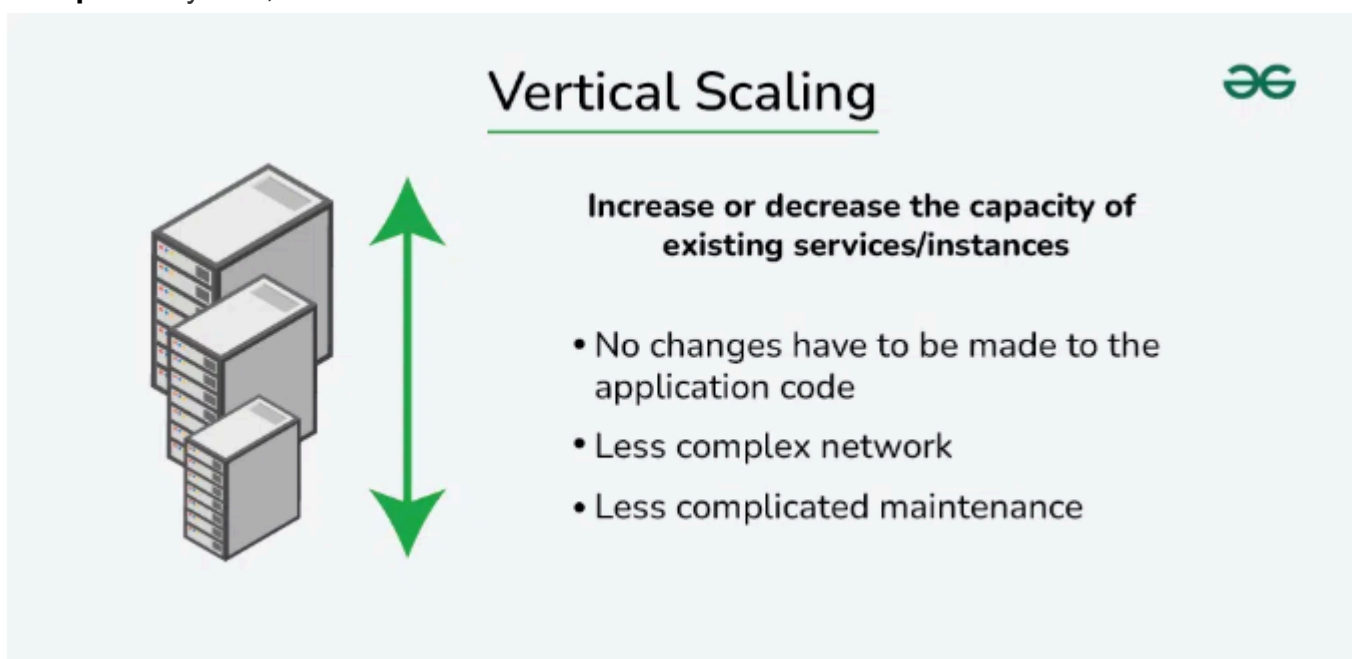 Vertical Scaling
Increase or decrease the capacity of
existing services/instances
• No changes have to be made to the
application code
• Less complex network
• Less complicated maintenance